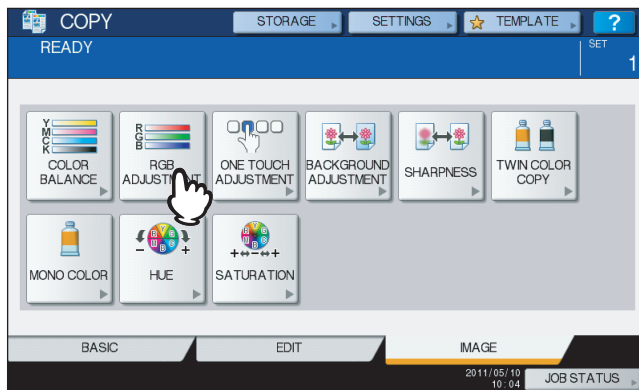 COPY
STORAGE
SETTINGS
TEMPLATE
?
READY
SET
1
Y
M
C
K
COLOR
BALANCE
R
G
B
RGB
ADJUSTMENT
ONE TOUCH
ADJUSTMENT
BACKGROUND
ADJUSTMENT
SHARPNESS
TWIN COLOR
COPY
MONO COLOR
- +
HUE
+ - +
SATURATION
BASIC
EDIT
IMAGE
2011/05/10
10:04
JOB STATUS